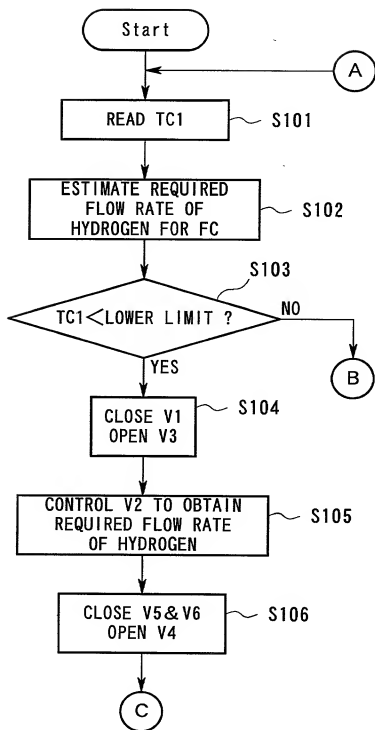 Start
A
READ TC1
S101
ESTIMATE REQUIRED
FLOW RATE OF
HYDROGEN FOR FC
S102
S103
TC1<LOWER LIMIT ?
NO
B
YES
CLOSE V1
OPEN V3
S104
CONTROL V2 TO OBTAIN
REQUIRED FLOW RATE
OF HYDROGEN
S105
CLOSE V5&V6
OPEN V4
S106
C